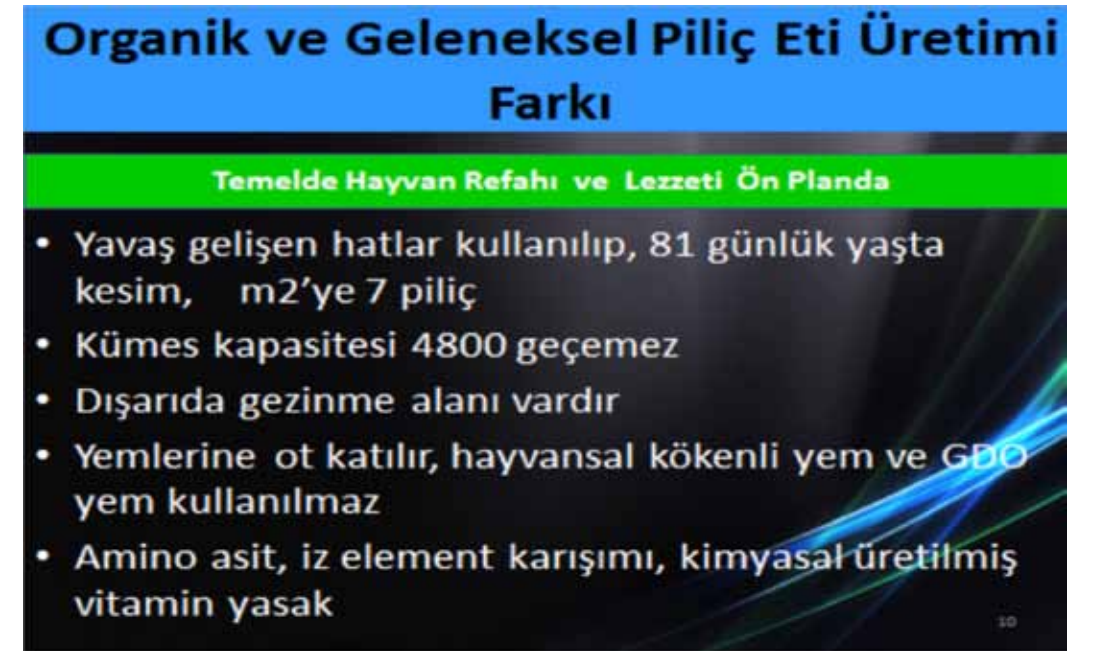 Organik ve Geleneksel Piliç Eti Üretimi
Farkı
Temelde Hayvan Refahı ve Lezzeti Ön Planda
• Yavaş gelişen hatlar kullanılıp, 81 günlük yaşta
kesim, m2’ye 7 piliç
• Kümes kapasitesi 4800 geçemez
• Dışarıda gezinme alanı vardır
• Yemlerine ot katılır, hayvansal kökenli yem ve GDO
yem kullanılmaz
• Amino asit, iz element karışımı, kimyasal üretilmiş
vitamin yasak
10